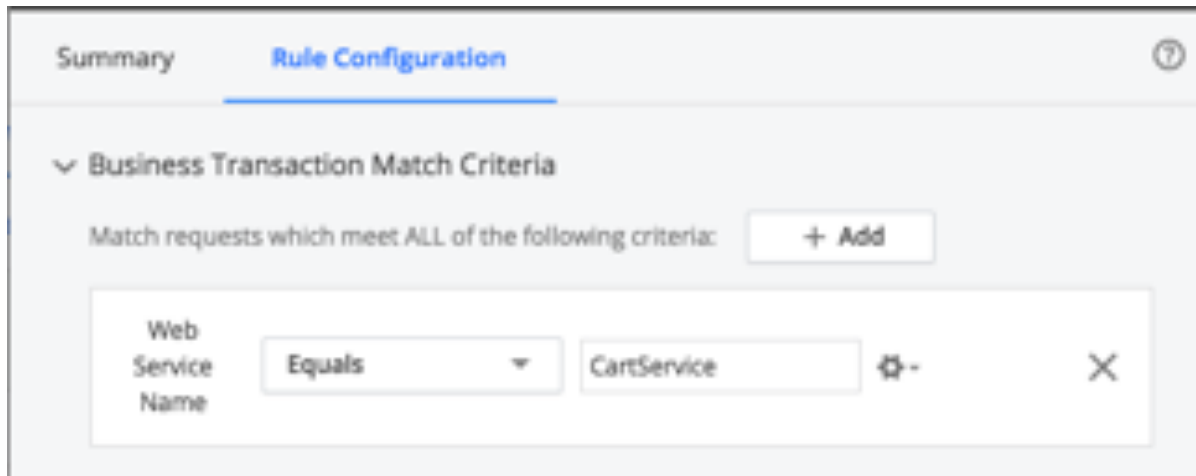 Summary Rule Configuration
Business Transaction Match Criteria
Match requests which meet ALL of the following criteria: + Add
Web
Service
Name
Equals
CartService